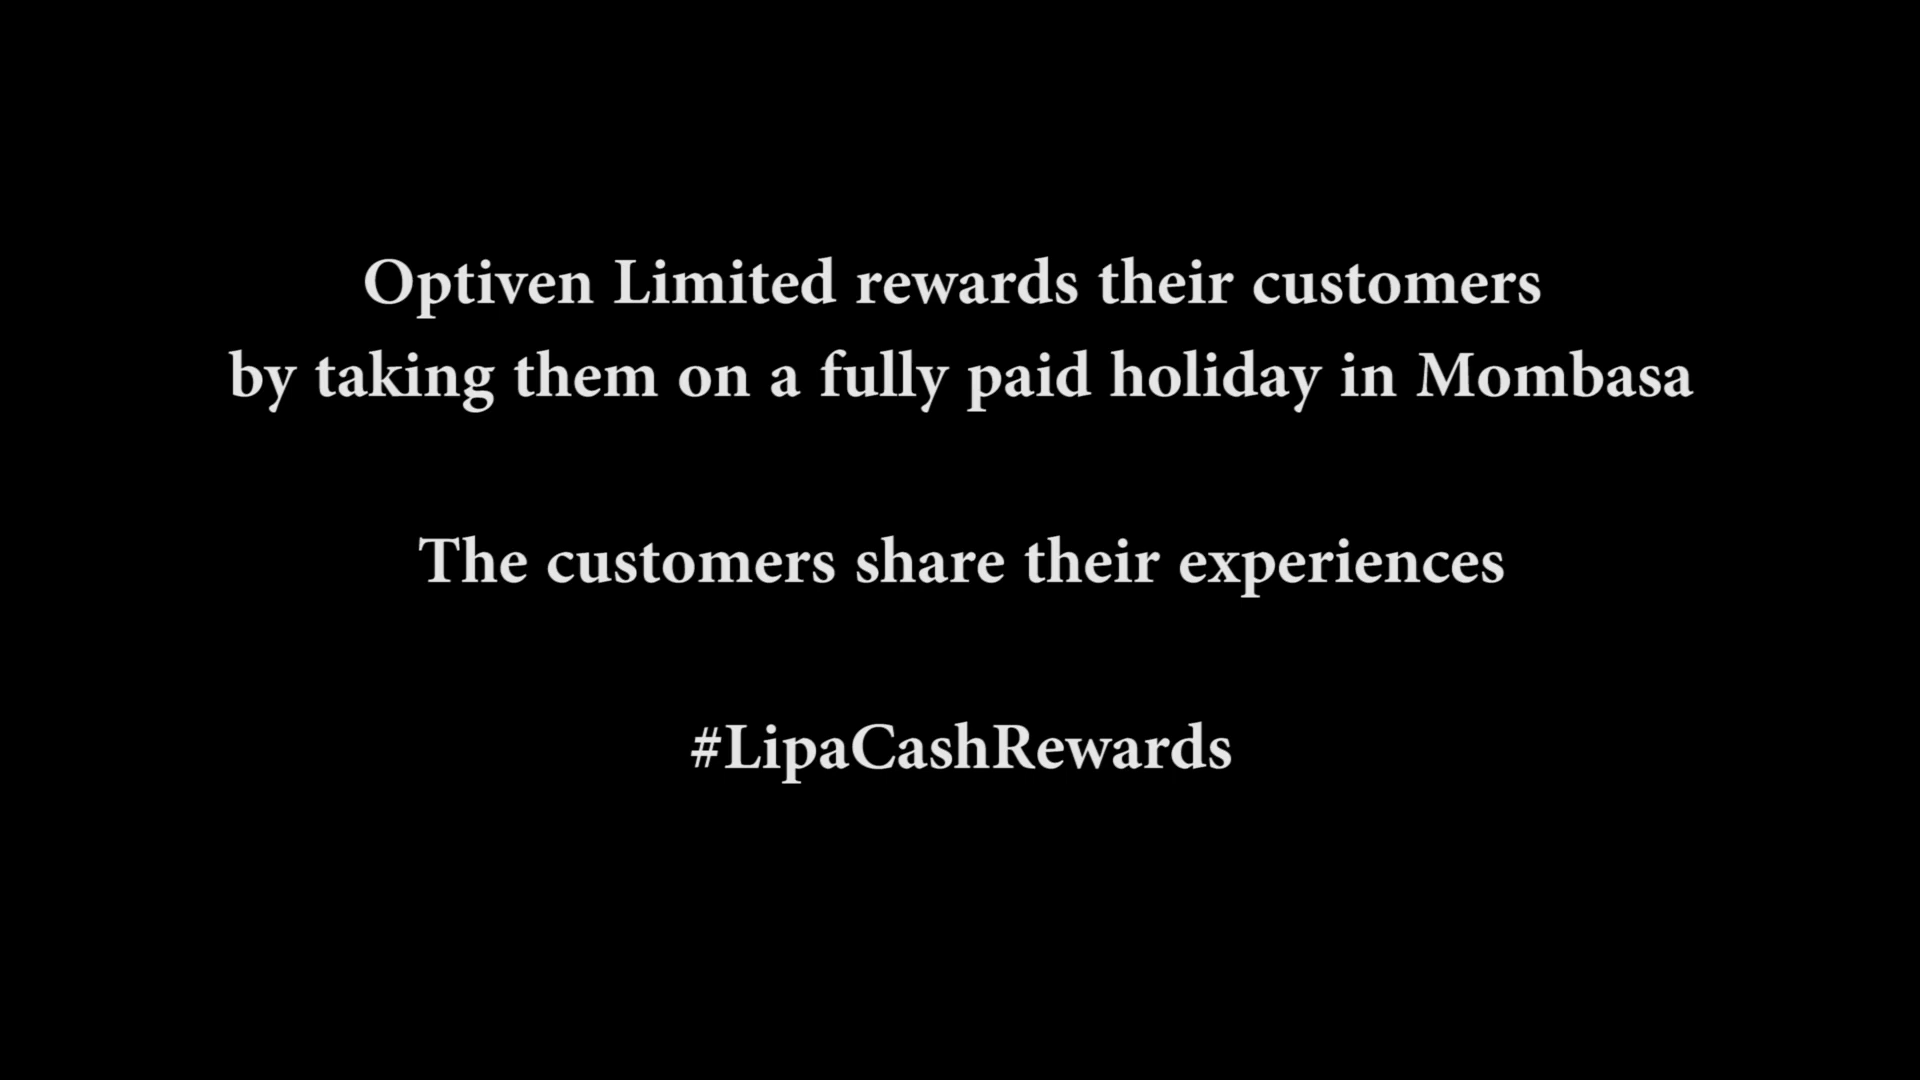 Optiven Limited rewards their customers
by taking them on a fully paid holiday in Mombasa
The customers share their experiences
#LipaCashRewards